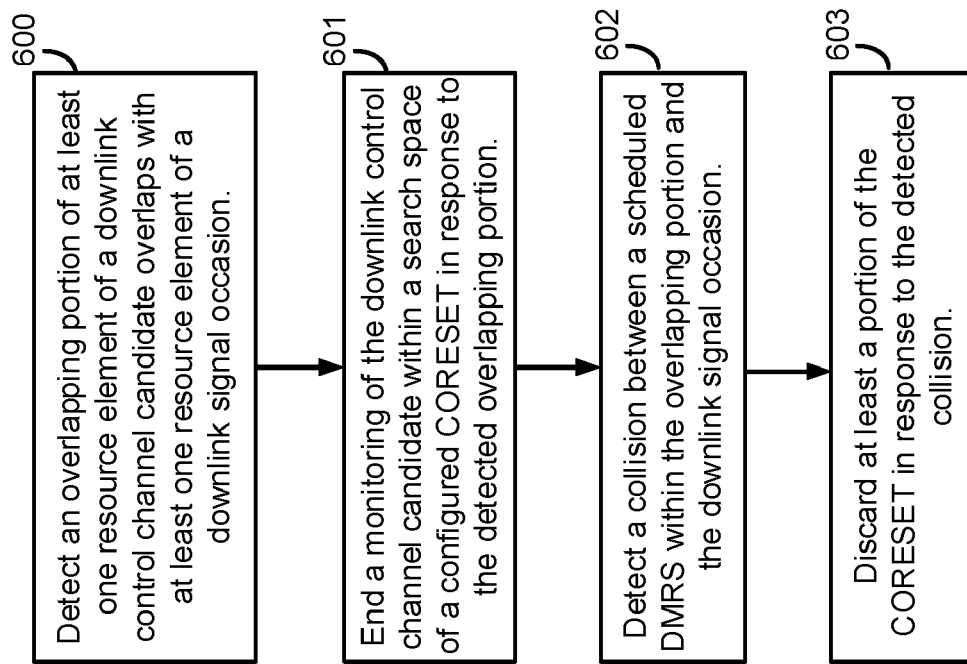 600
Detect an overlapping portion of at least
one resource element of a downlink
control channel candidate overlaps with
at least one resource element of a
downlink signal occasion.
601
End a monitoring of the downlink control
channel candidate within a search space
of a configured CORESET in response to
the detected overlapping portion.
602
Detect a collision between a scheduled
DMRS within the overlapping portion and
the downlink signal occasion.
603
Discard at least a portion of the
CORESET in response to the detected
collision.